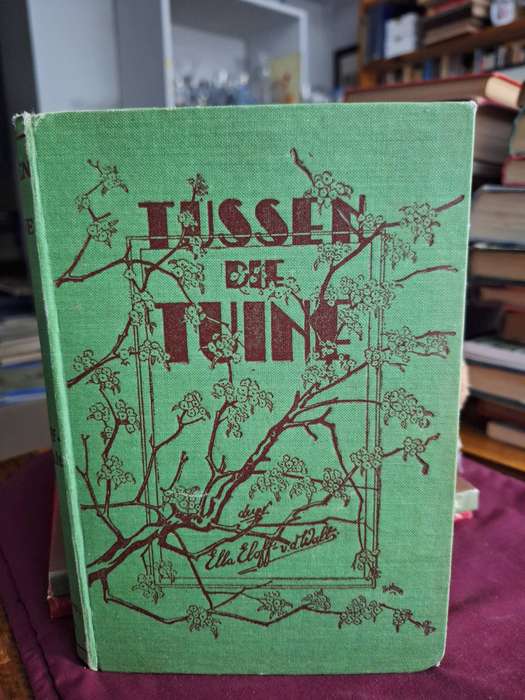 TUSSEN
DIE
TUINE
deur
Ella Eloff-v.d.Walt.